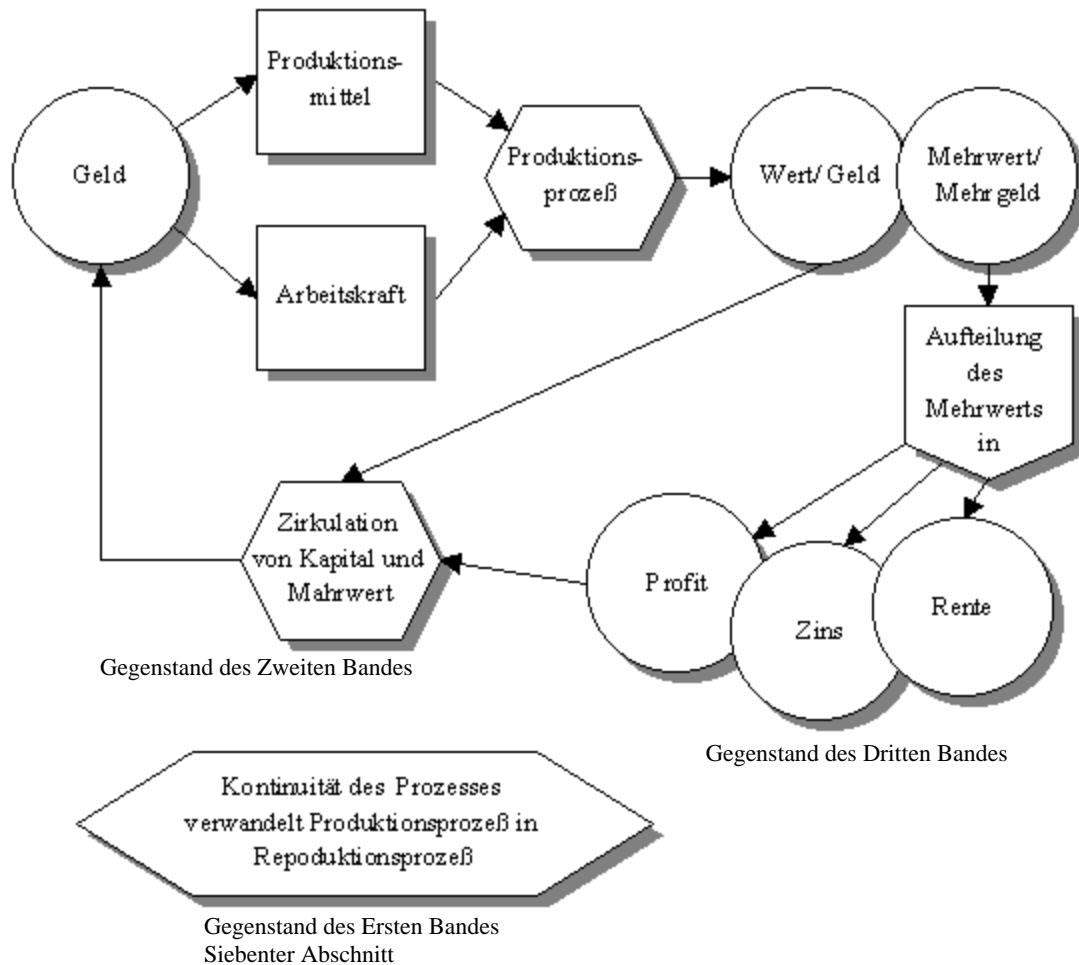 Produktions-
mittel
Geld
Produktions-
prozeß
Wert/ Geld
Mehrwert/
Mehrgeld
Arbeitskraft
Aufteilung
des
Mehrwerts
in
Zirkulation
von Kapital und
Mahrwert
Profit
Zins
Rente
Gegenstand des Zweiten Bandes
Gegenstand des Dritten Bandes
Kontinuität des Prozesses
verwandelt Produktionsprozeß in
Repoduktionsprozeß
Gegenstand des Ersten Bandes
Siebenter Abschnitt